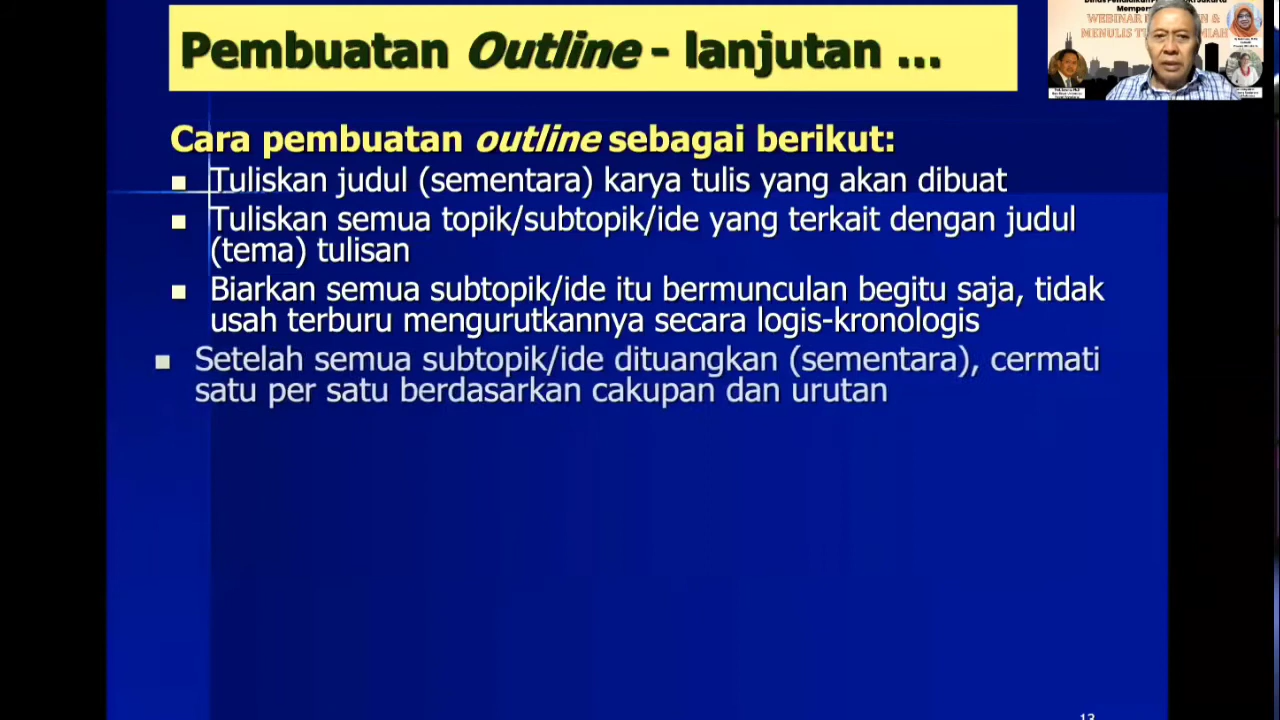 Pembuatan Outline - lanjutan ...
Cara pembuatan outline sebagai berikut:
Tuliskan judul (sementara) karya tulis yang akan dibuat
Tuliskan semua topik/subtopik/ide yang terkait dengan judul
(tema) tulisan
Biarkan semua subtopik/ide itu bermunculan begitu saja, tidak
usah terburu mengurutkannya secara logis-kronologis
Setelah semua subtopik/ide dituangkan (sementara), cermati
satu per satu berdasarkan cakupan dan urutan
WEBINAR
&
MENULIS
13